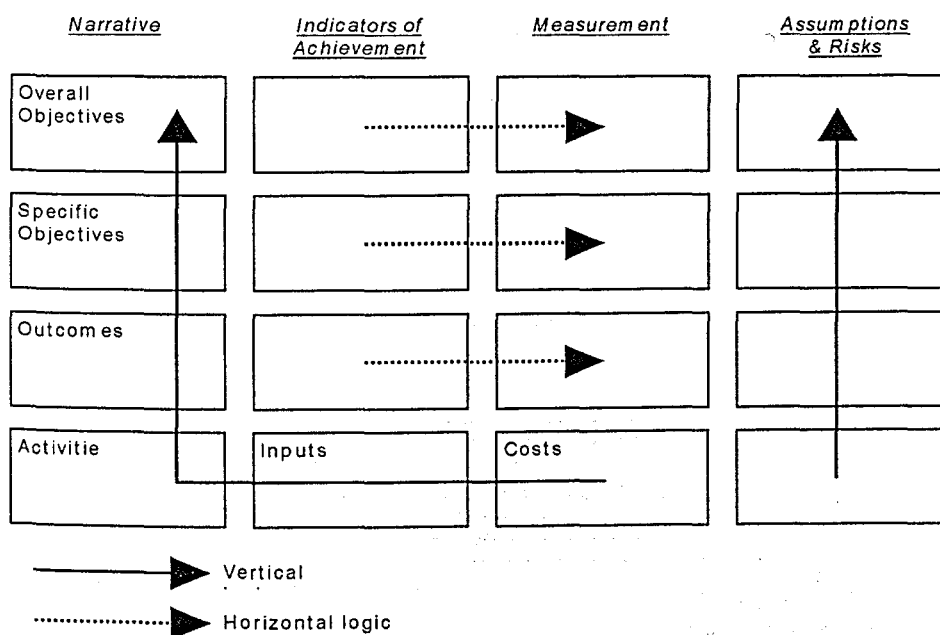 Narrative
Indicators of
Achievement
Measurement
Assumptions
& Risks
Overall
Objectives
Specific
Objectives
Outcomes
Activitie
Inputs
Costs
Vertical
Horizontal logic